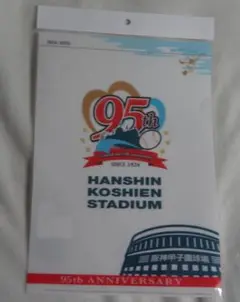 95th
SINCE 1924
HANSHIN
KOSHIEN
STADIUM
阪神甲子園球場
95th ANNIVERSARY